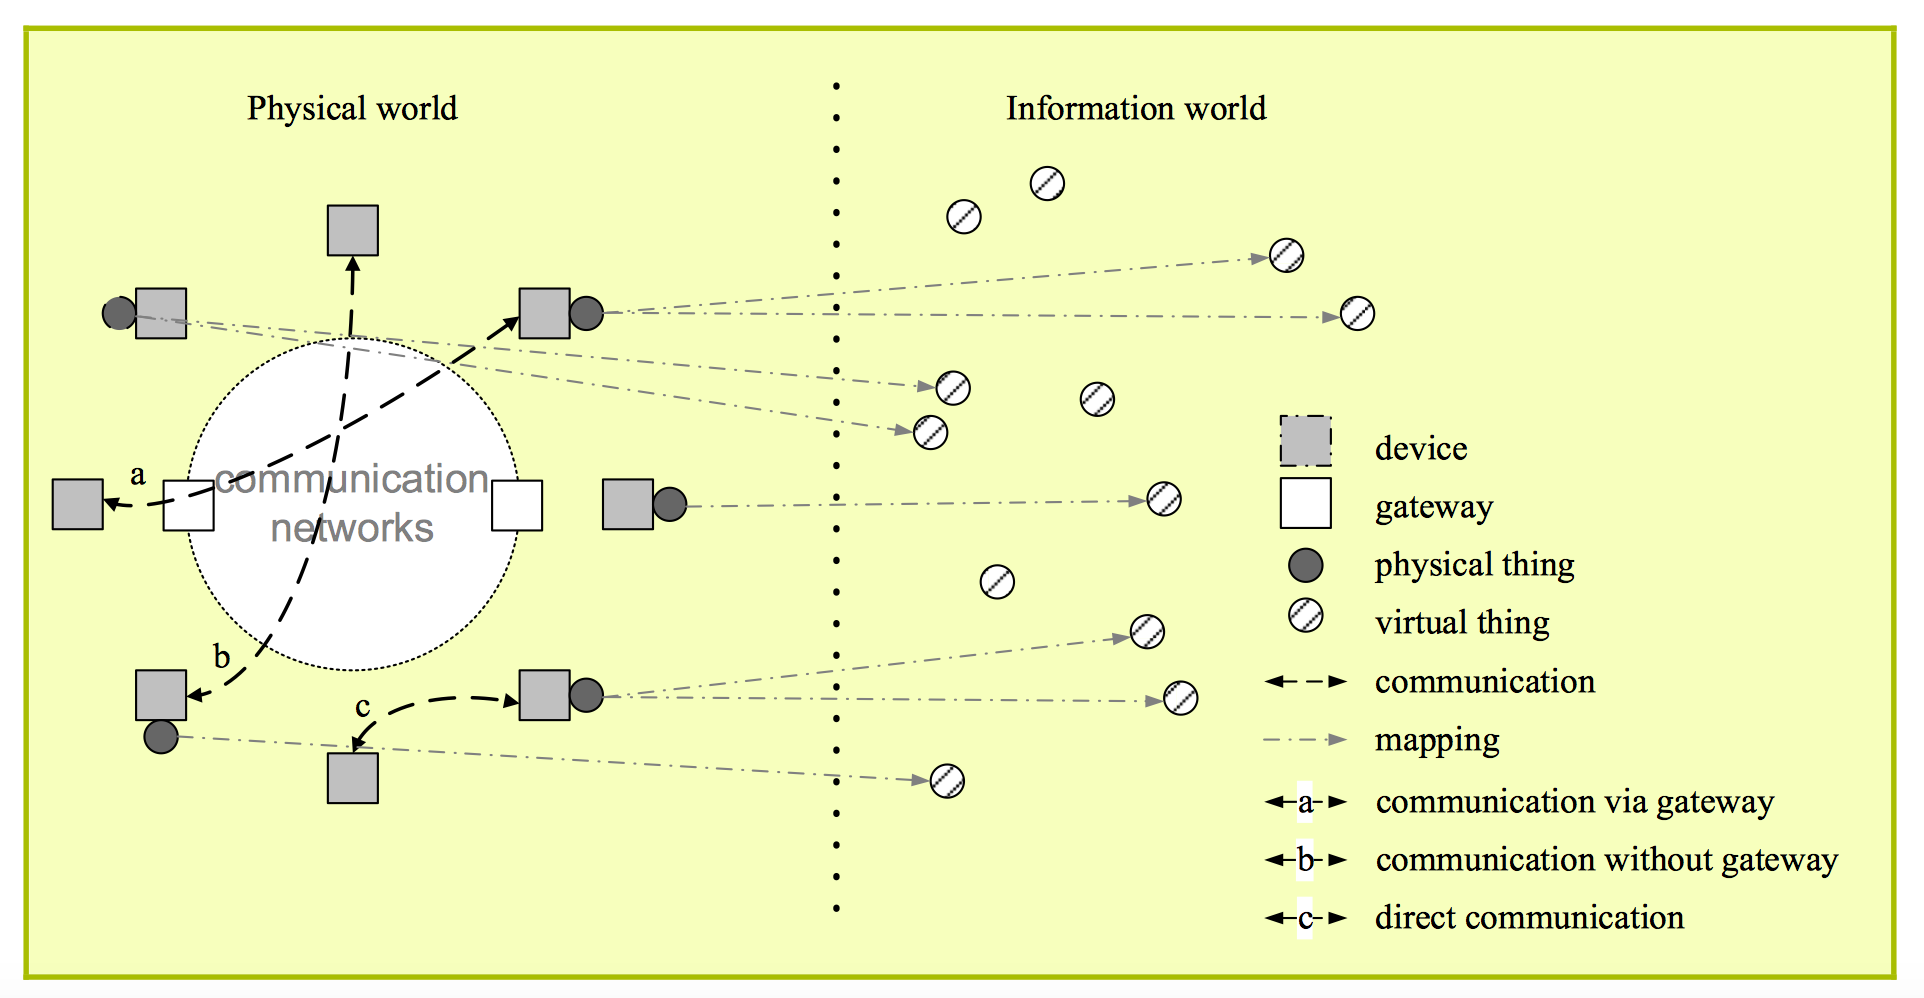 Physical world
Information world
a
communication
networks
b
c
device
gateway
physical thing
virtual thing
communication
mapping
a communication via gateway
b communication without gateway
c direct communication